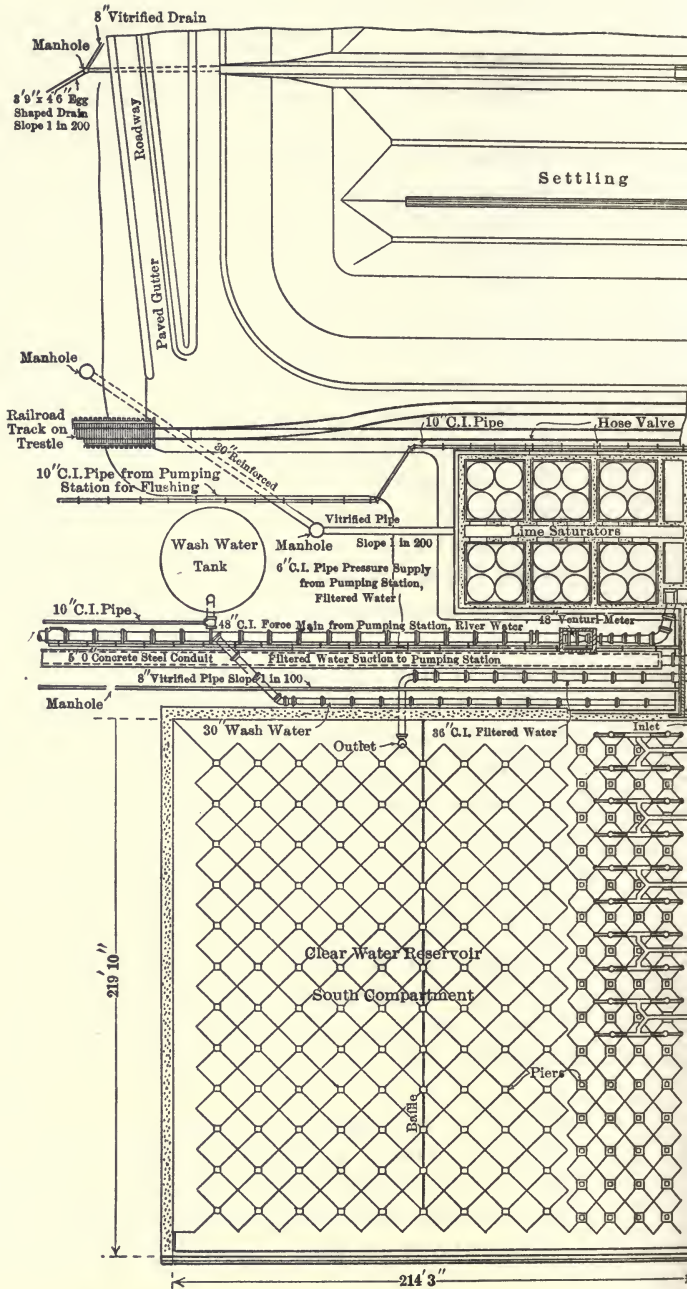 8" Vitrified Drain
Manhole
3'9" x 4'6" Egg
Shaped Drain
Slope 1 in 200
Roadway
Paved Gutter
Settling
Manhole
Railroad
Track on
Trestle
30" Reinforced
10" C.I. Pipe
Hose Valve
10" C.I. Pipe from Pumping
Station for Flushing
Vitrified Pipe
Manhole
Slope 1 in 200
Lime Saturators
Wash Water
Tank
6" C.I. Pipe Pressure Supply
from Pumping Station,
Filtered Water
10" C.I. Pipe
48" C.I. Force Main from Pumping Station, River Water
48" Venturi Meter
5' 0" Concrete Steel Conduit
Filtered Water Suction to Pumping Station
8" Vitrified Pipe Slope 1 in 100
Manhole
30" Wash Water
36" C.I. Filtered Water
Inlet
Outlet
219' 10"
Clear Water Reservoir
South Compartment
Piers
Baffle
214' 3"